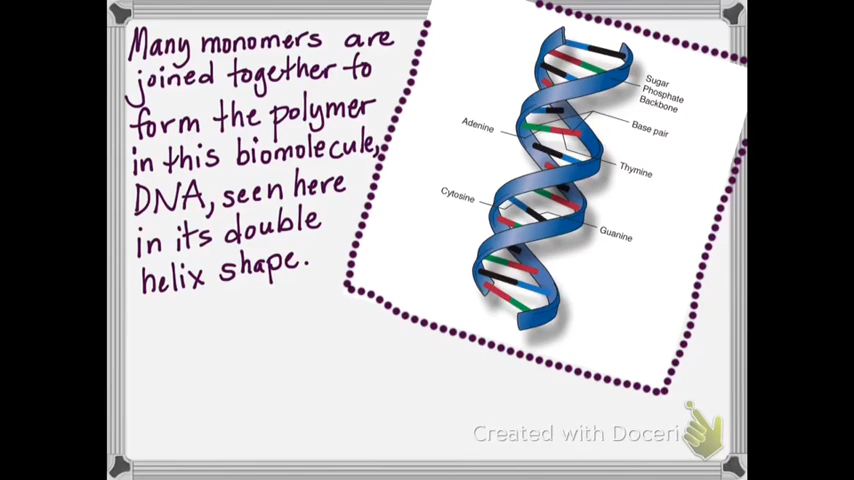 Many monomers are
joined together to
form the polymer
in this biomolecule,
DNA, seen here
in its double
helix shape.
Sugar
Phosphate
Backbone
Adenine
Base pair
Thymine
Cytosine
Guanine
Created with Doceri